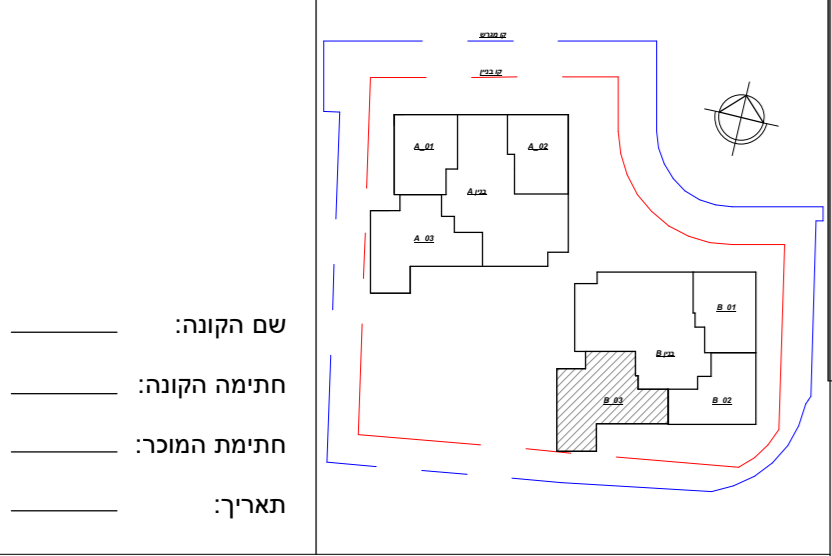 קו מגרש
קו בניין
A_01
A_02
בניין A
A_03
B_01
בניין B
B_03
B_02
שם הקונה:
חתימה הקונה:
חתימת המוכר:
תאריך: